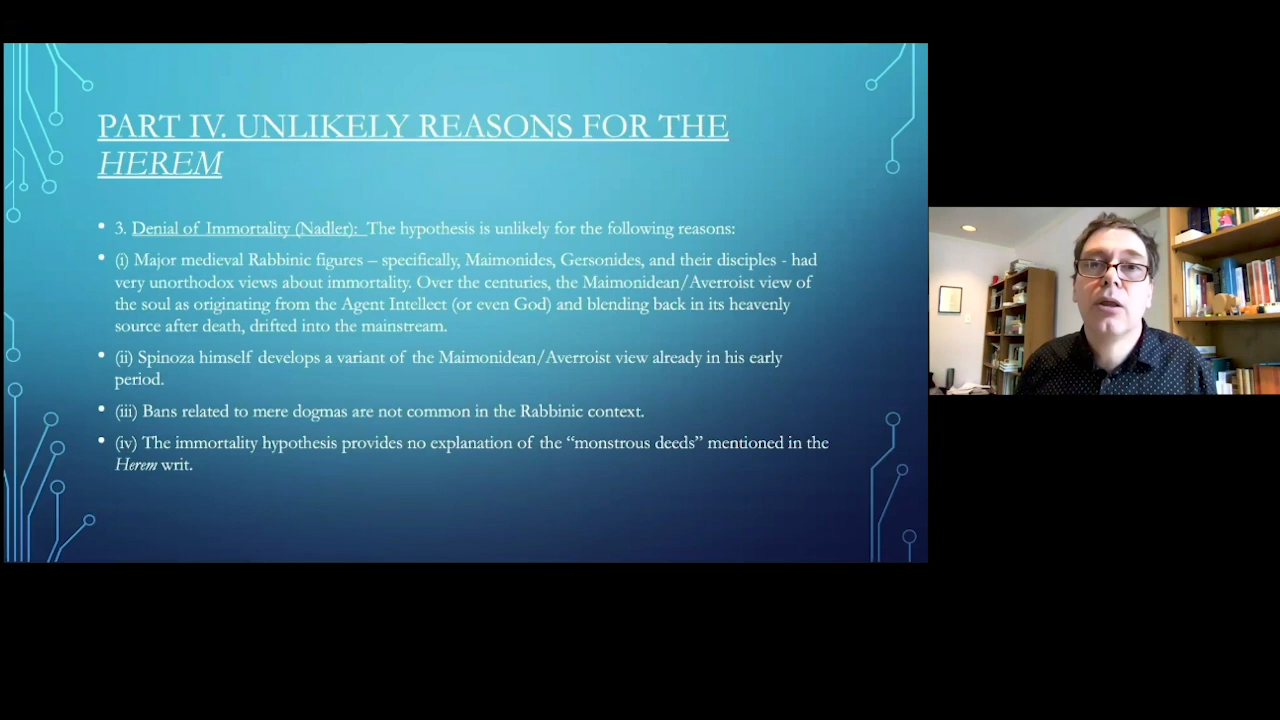 PART IV. UNLIKELY REASONS FOR THE
HEREM
• 3. Denial of Immortality (Nadler): The hypothesis is unlikely for the following reasons:
• (i) Major medieval Rabbinic figures – specifically, Maimonides, Gersonides, and their disciples - had
very unorthodox views about immortality. Over the centuries, the Maimonidean/Averroist view of
the soul as originating from the Agent Intellect (or even God) and blending back in its heavenly
source after death, drifted into the mainstream.
• (ii) Spinoza himself develops a variant of the Maimonidean/Averroist view already in his early
period.
• (iii) Bans related to mere dogmas are not common in the Rabbinic context.
• (iv) The immortality hypothesis provides no explanation of the “monstrous deeds” mentioned in the
Herem writ.